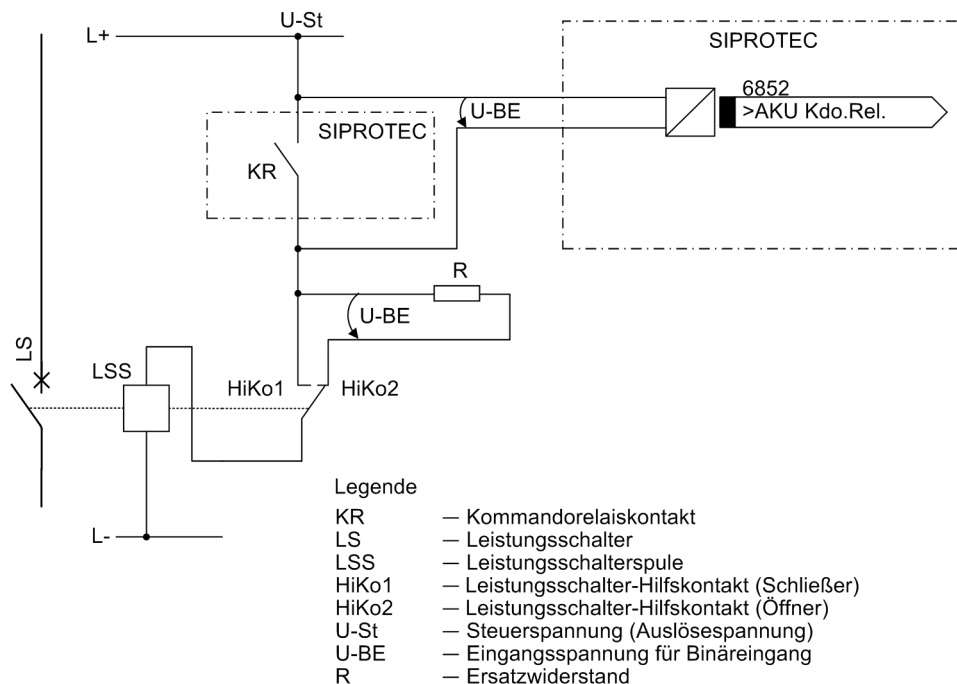 U-St
L+
SIPROTEC
6852
>AKU Kdo.Rel.
U-BE
SIPROTEC
KR
R
U-BE
LS
LSS
HiKo1
HiKo2
L-
Legende
KR — Kommandorelaiskontakt
LS — Leistungsschalter
LSS — Leistungsschalterspule
HiKo1 — Leistungsschalter-Hilfskontakt (Schließer)
HiKo2 — Leistungsschalter-Hilfskontakt (Öffner)
U-St — Steuerspannung (Auslösespannung)
U-BE — Eingangsspannung für Binäreingang
R — Ersatzwiderstand